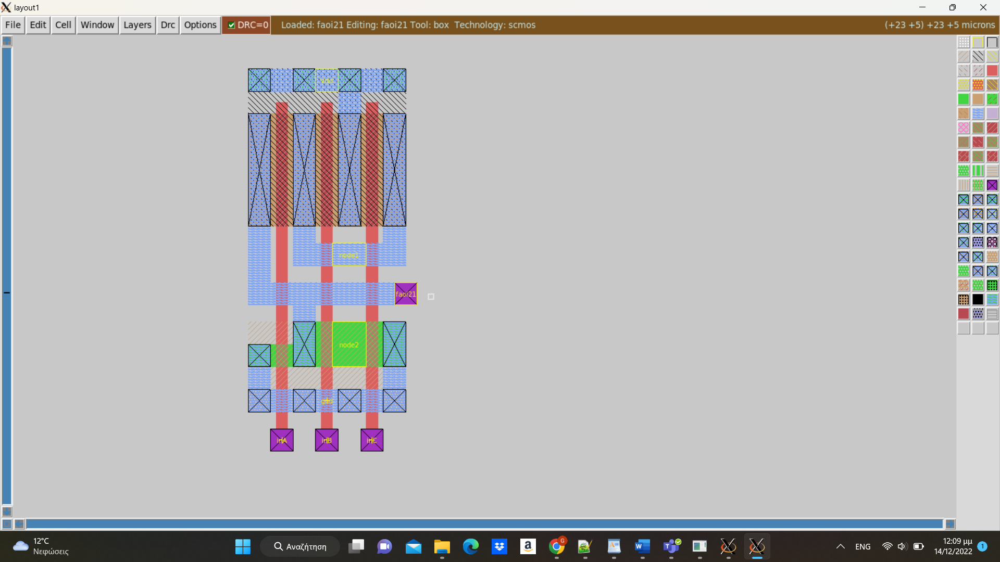 layout1
File Edit Cell Window Layers Drc Options DRC=0 Loaded: faoi21 Editing: faoi21 Tool: box Technology: scmos (+23 +5) +23 +5 microns
Vdd
node1
faoi21
node2
gnd
inA inB inC
12°C
Νεφώσεις
Αναζήτηση
G
a
W
ENG
12:09 μμ
14/12/2022
1